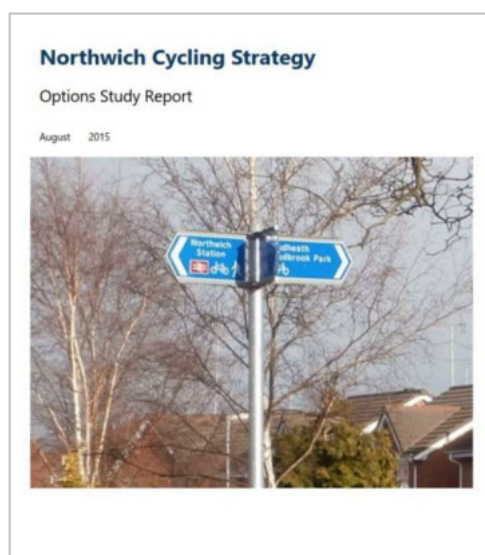 Northwich Cycling Strategy
Options Study Report
August 2015
Northwich
Station
Park